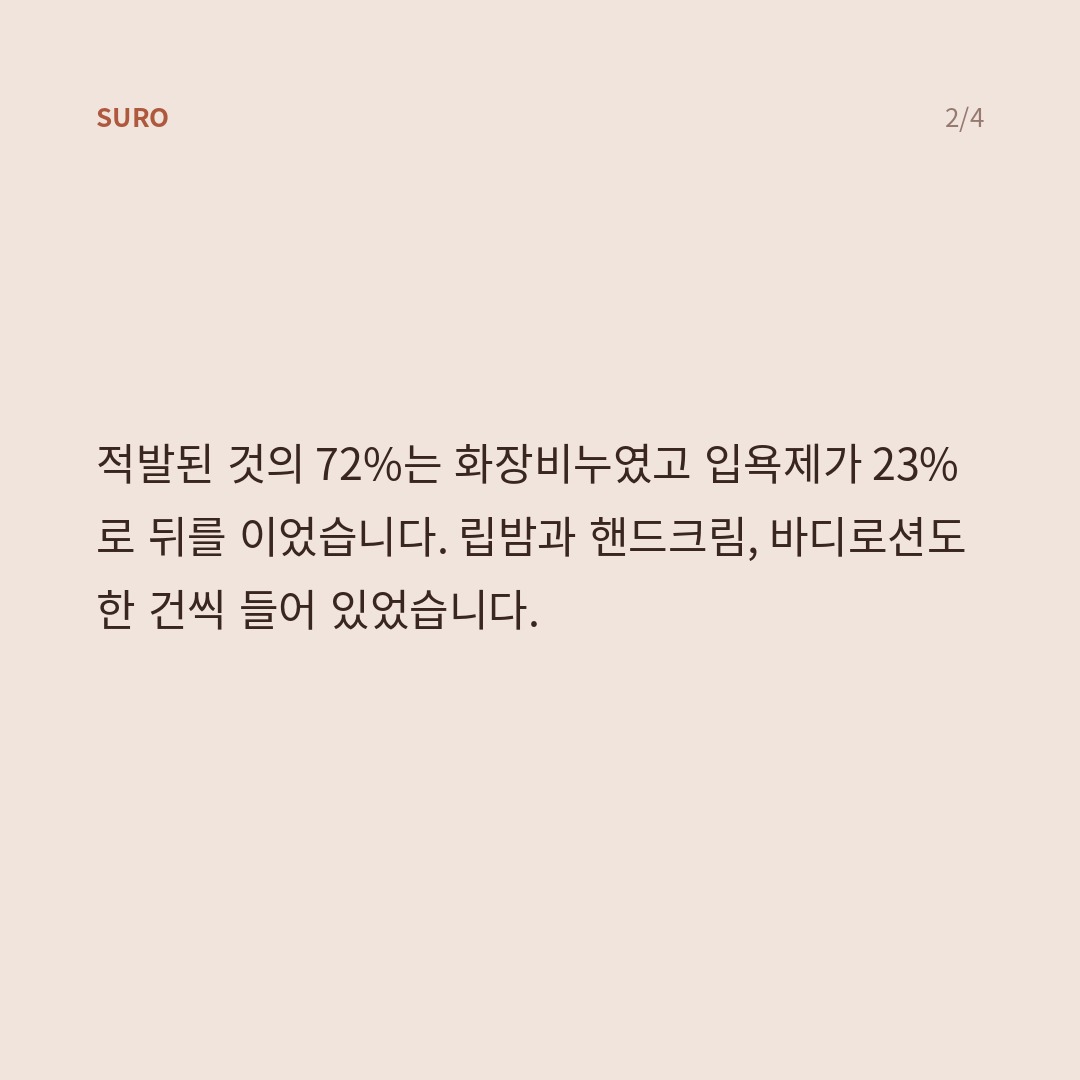 SURO
2/4
적발된 것의 72%는 화장비누였고 입욕제가 23%
로 뒤를 이었습니다. 립밤과 핸드크림, 바디로션도
한 건씩 들어 있었습니다.